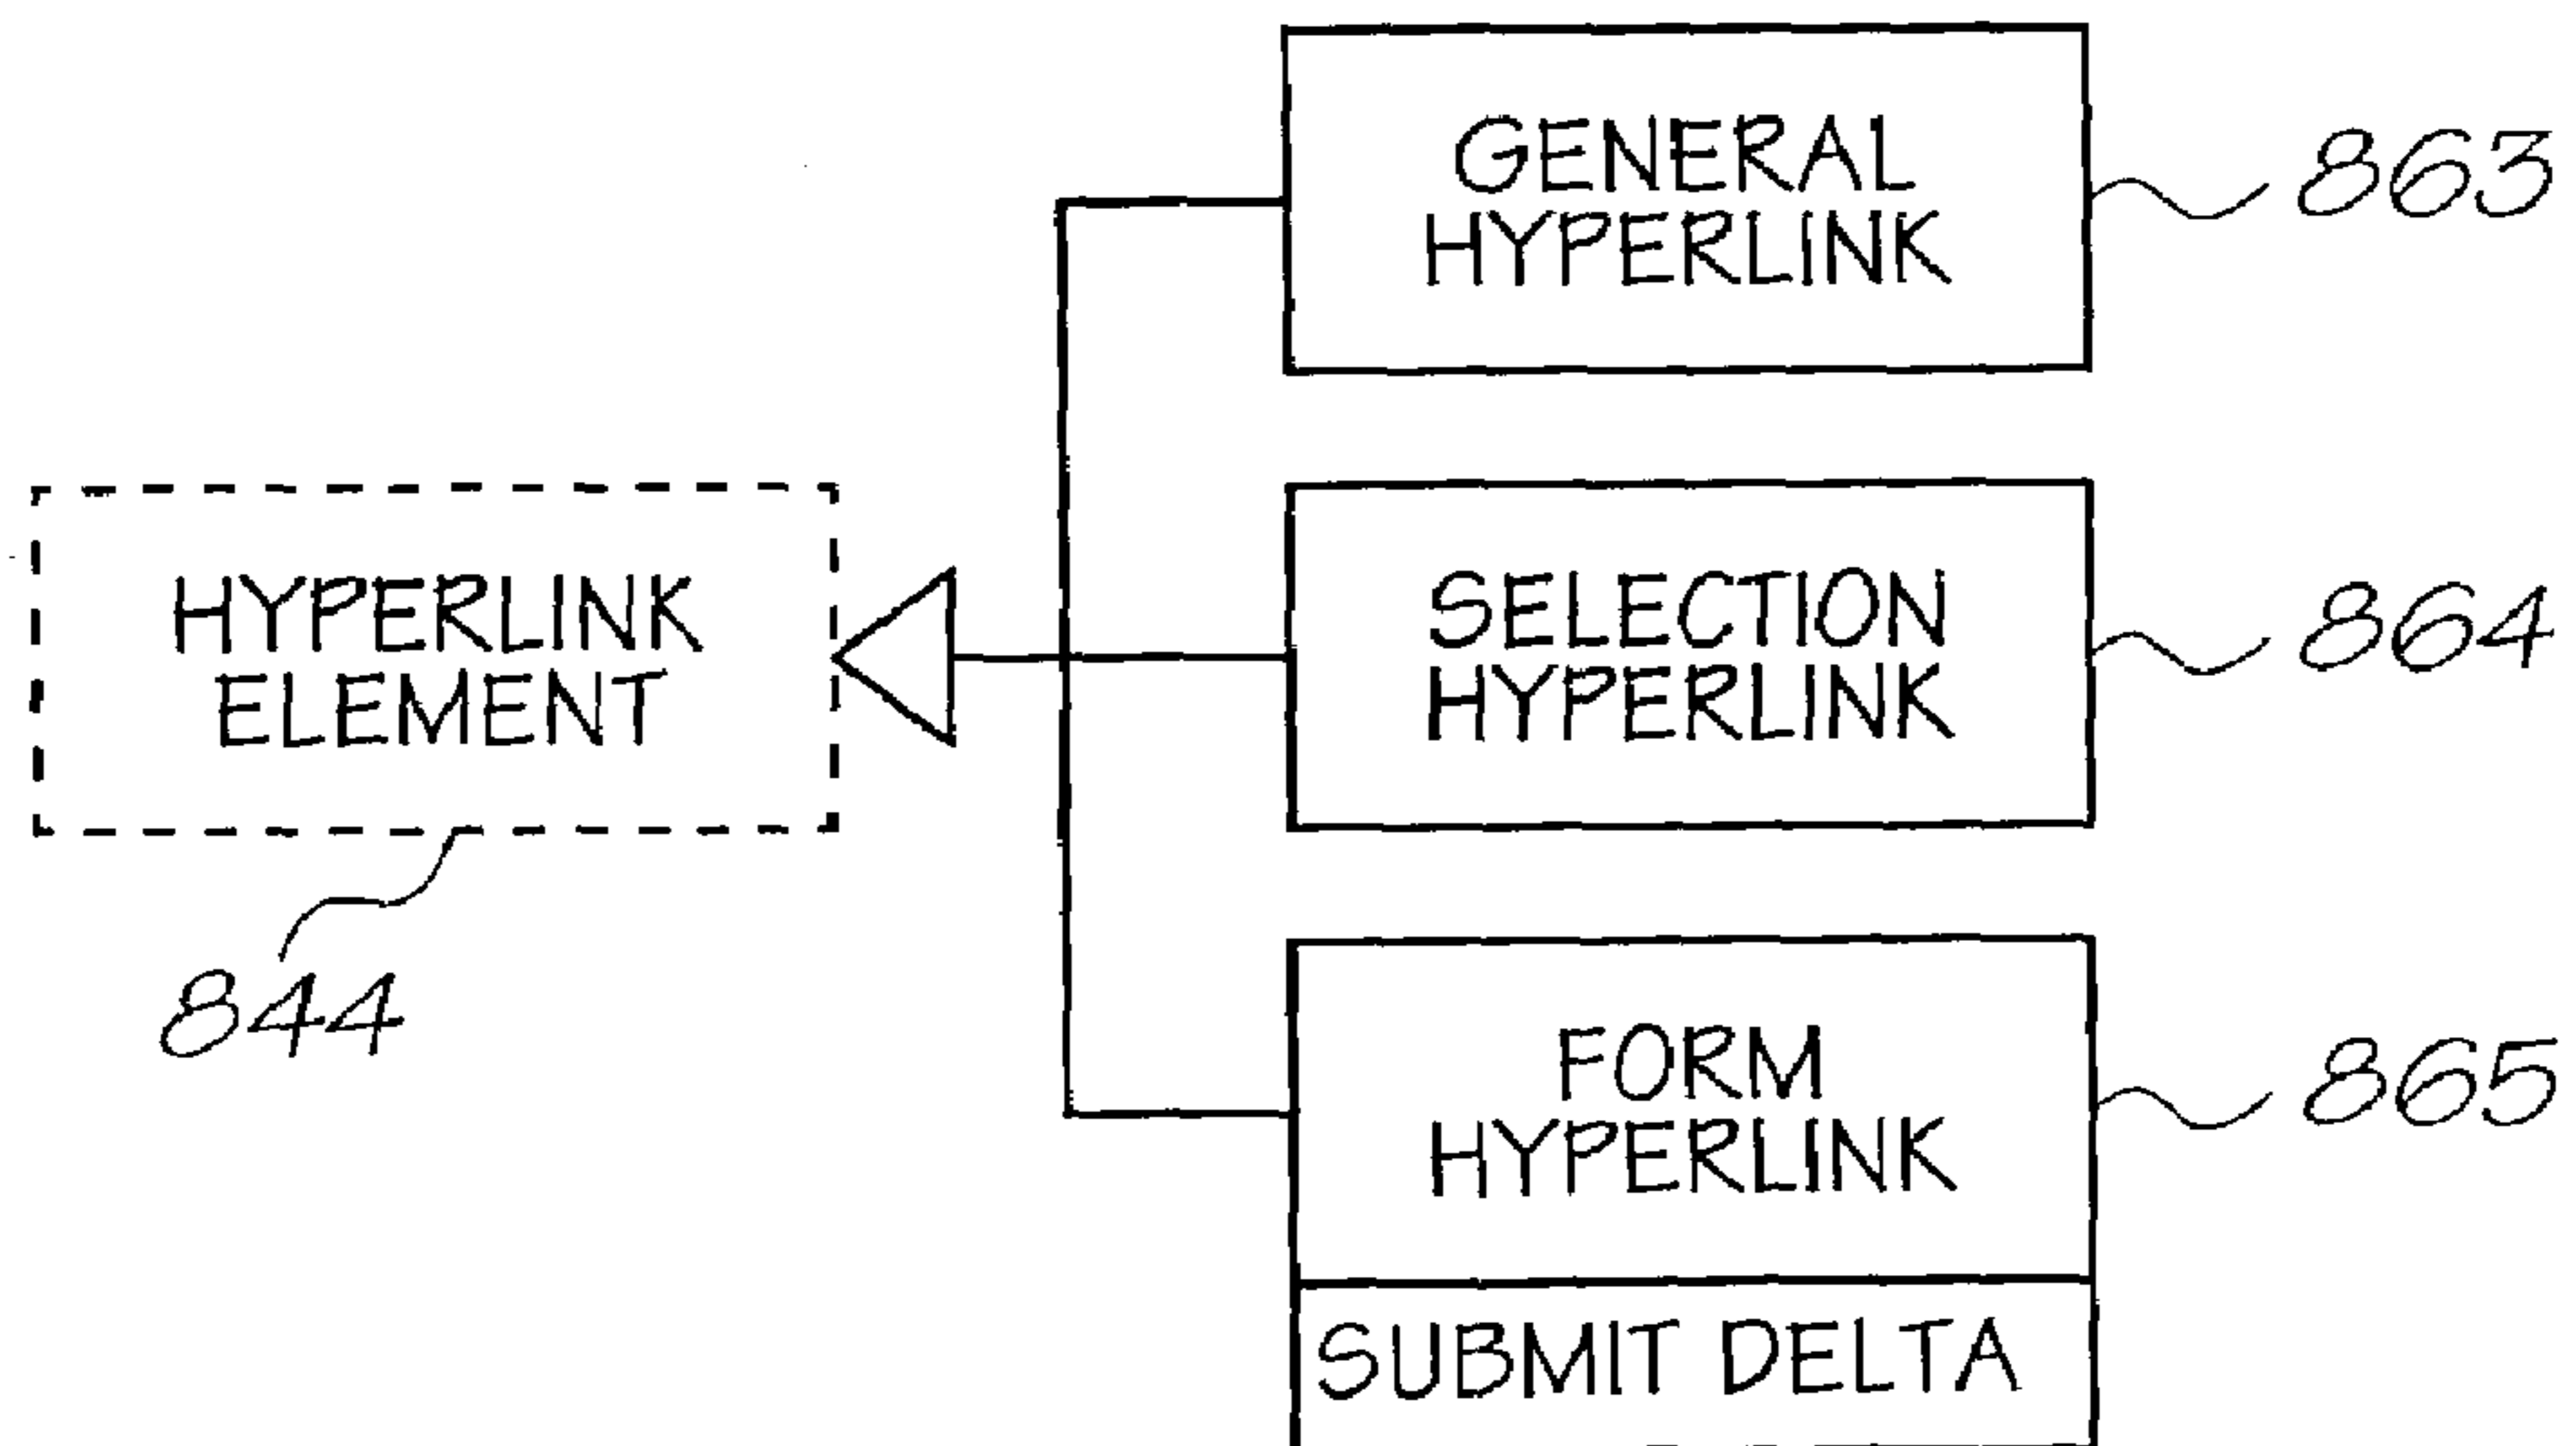 GENERAL
HYPERLINK
863
HYPERLINK
ELEMENT
844
SELECTION
HYPERLINK
864
FORM
HYPERLINK
865
SUBMIT DELTA